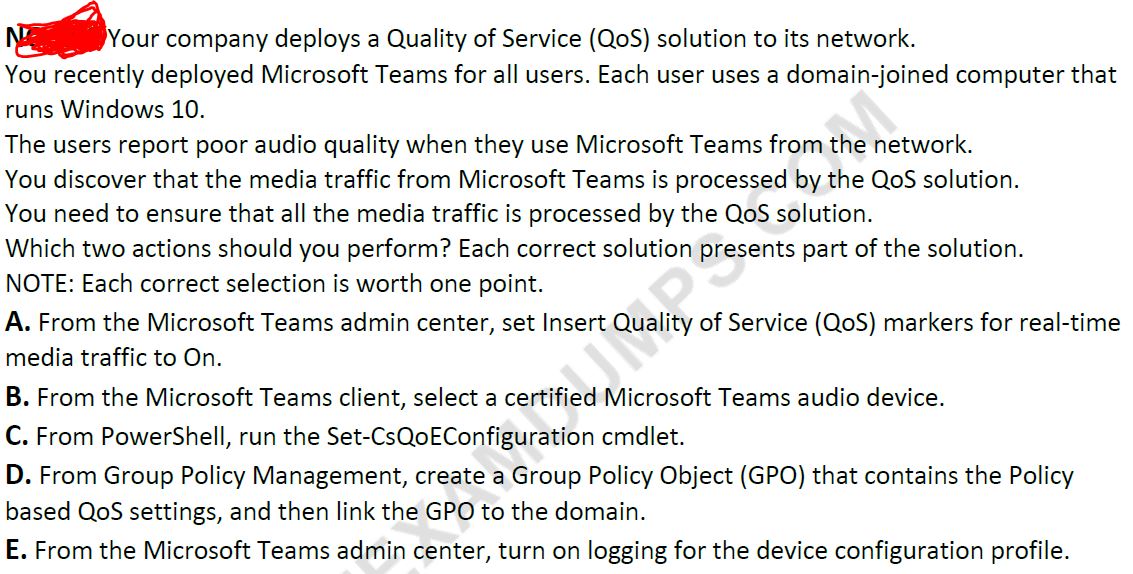 Your company deploys a Quality of Service (QoS) solution to its network.
You recently deployed Microsoft Teams for all users. Each user uses a domain-joined computer that
runs Windows 10.
The users report poor audio quality when they use Microsoft Teams from the network.
You discover that the media traffic from Microsoft Teams is processed by the QoS solution.
You need to ensure that all the media traffic is processed by the QoS solution.
Which two actions should you perform? Each correct solution presents part of the solution.
NOTE: Each correct selection is worth one point.
A. From the Microsoft Teams admin center, set Insert Quality of Service (QoS) markers for real-time
media traffic to On.
B. From the Microsoft Teams client, select a certified Microsoft Teams audio device.
C. From PowerShell, run the Set-CsQoEConfiguration cmdlet.
D. From Group Policy Management, create a Group Policy Object (GPO) that contains the Policy
based QoS settings, and then link the GPO to the domain.
E. From the Microsoft Teams admin center, turn on logging for the device configuration profile.
EXAMDUMPS.COM